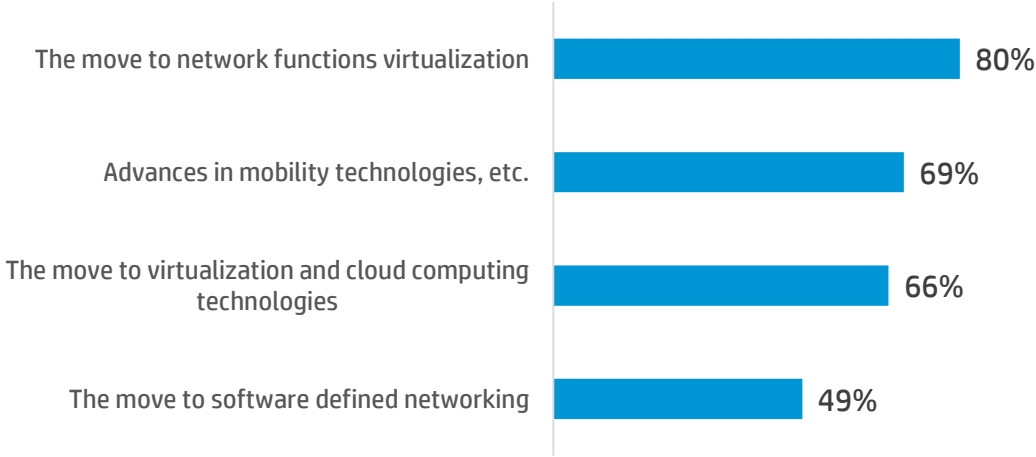 The move to network functions virtualization
80%
Advances in mobility technologies, etc.
69%
The move to virtualization and cloud computing
technologies
66%
The move to software defined networking
49%